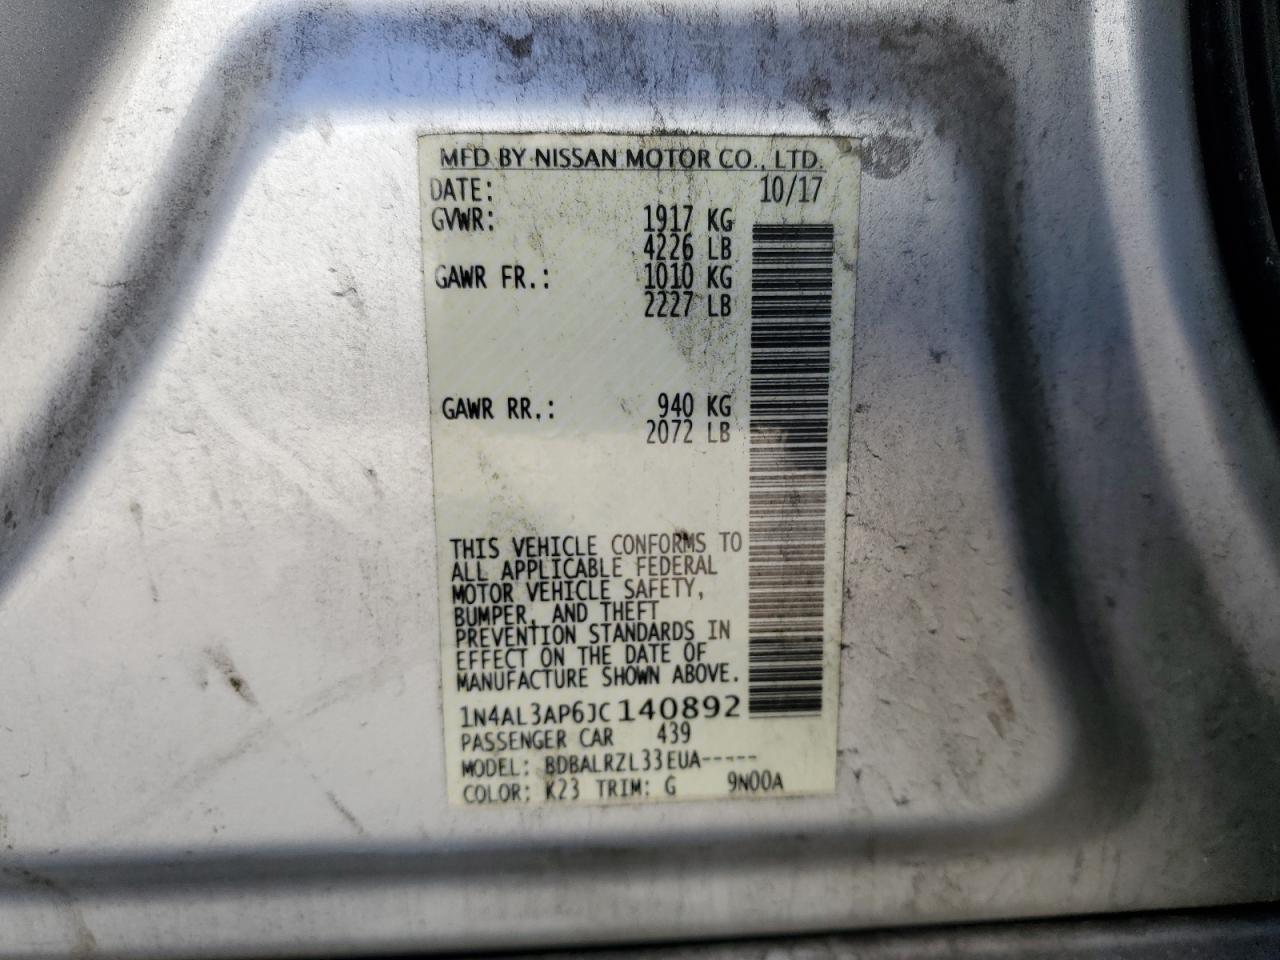 MFD BY NISSAN MOTOR CO., LTD.
DATE: 10/17
GVWR: 1917 KG
4226 LB
GAWR FR.: 1010 KG
2227 LB
GAWR RR.: 940 KG
2072 LB
THIS VEHICLE CONFORMS TO
ALL APPLICABLE FEDERAL
MOTOR VEHICLE SAFETY,
BUMPER, AND THEFT
PREVENTION STANDARDS IN
EFFECT ON THE DATE OF
MANUFACTURE SHOWN ABOVE.
1N4AL3AP6JC140892
PASSENGER CAR 439
MODEL: BDBALRZL33EUA-----
COLOR: K23 TRIM: G 9N00A